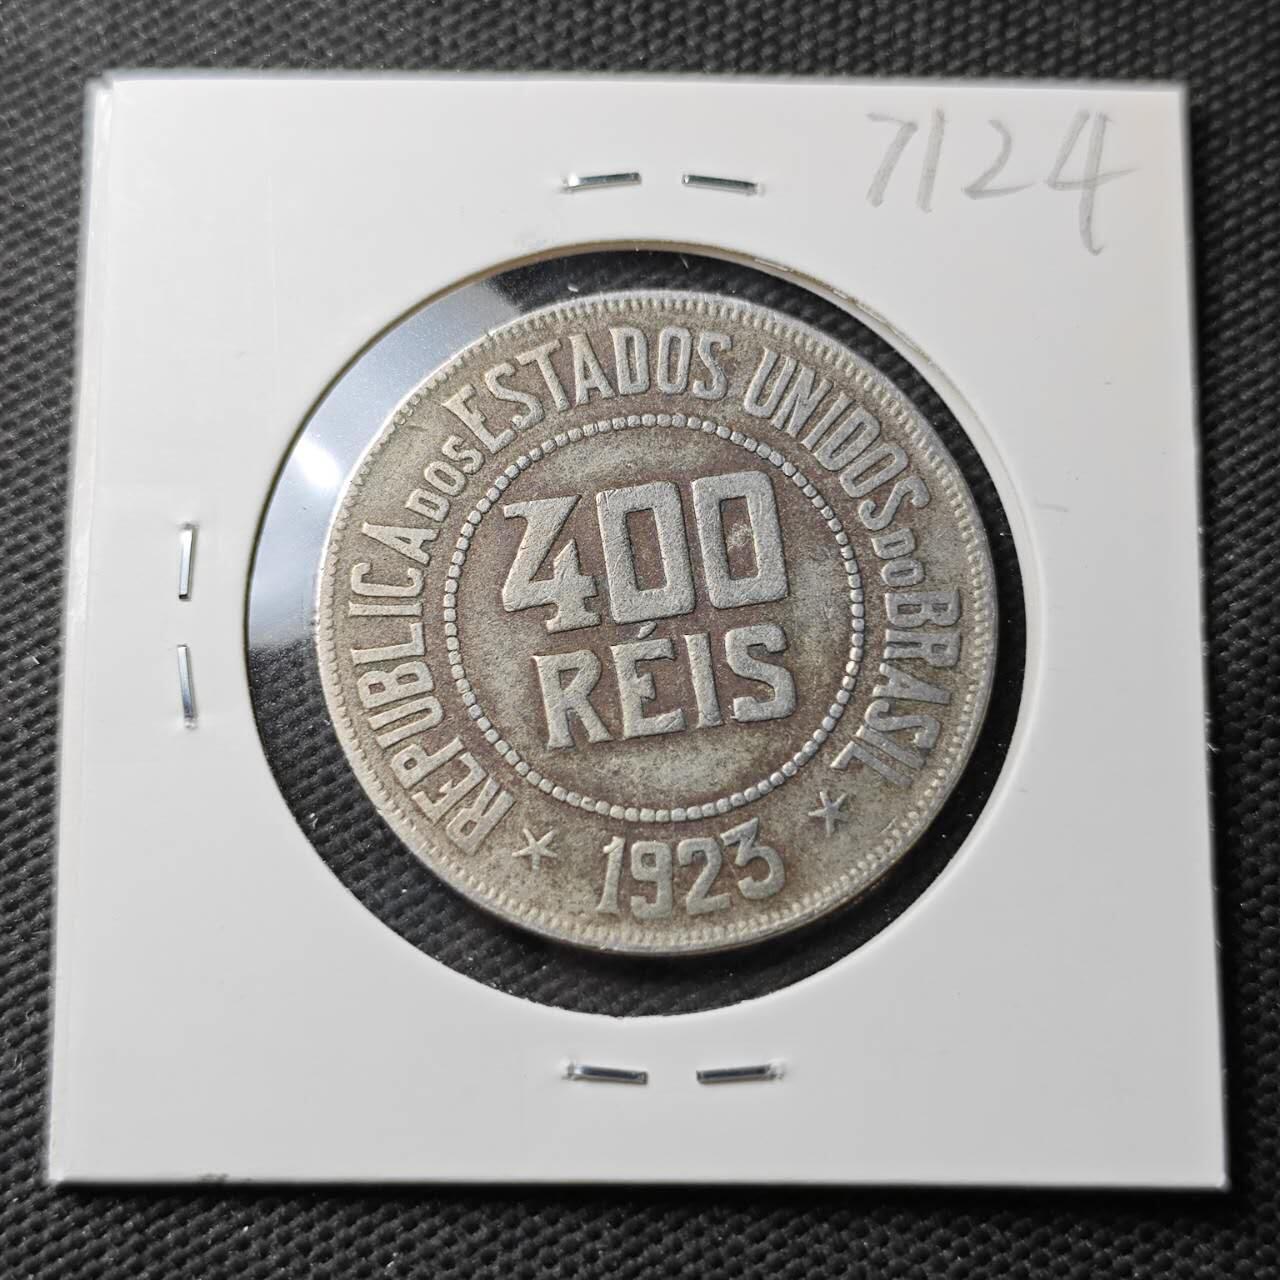 7124
REPUBLICA DOS ESTADOS UNIDOS DO BRASIL
400
RÉIS
★ 1923 ★